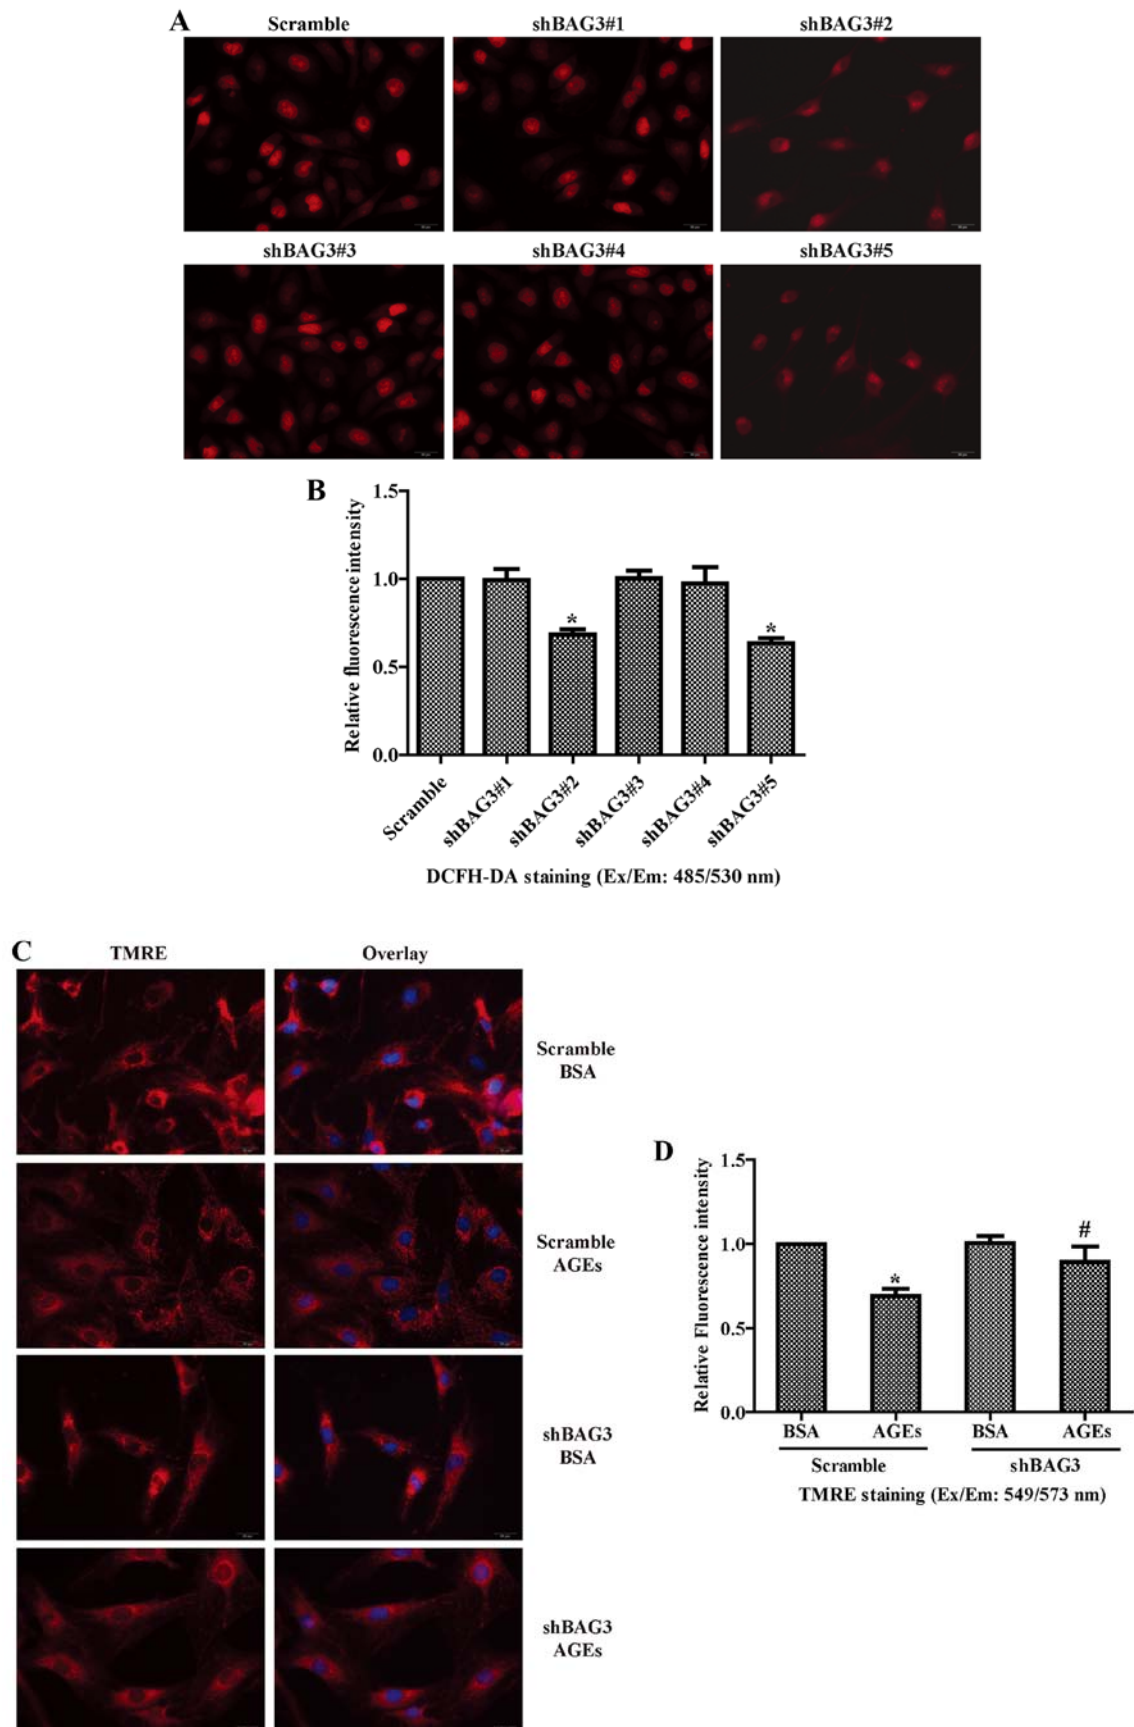 A
Scramble
shBAG3#1
shBAG3#2
shBAG3#3
shBAG3#4
shBAG3#5
B
Relative fluorescence intensity
1.5
1.0
0.5
0.0
*
*
Scramble
shBAG3#1
shBAG3#2
shBAG3#3
shBAG3#4
shBAG3#5
DCFH-DA staining (Ex/Em: 485/530 nm)
C
TMRE
Overlay
Scramble
BSA
Scramble
AGEs
shBAG3
BSA
shBAG3
AGEs
D
Relative Fluorescence intensity
1.5
1.0
0.5
0.0
*
#
BSA
AGEs
BSA
AGEs
Scramble
shBAG3
TMRE staining (Ex/Em: 549/573 nm)